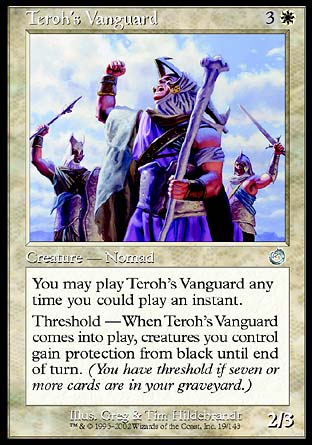 Teroh's Vanguard 3
Creature — Nomad
You may play Teroh's Vanguard any
time you could play an instant.
Threshold — When Teroh's Vanguard
comes into play, creatures you control
gain protection from black until end
of turn. (You have threshold if seven or
more cards are in your graveyard.)
Illus. Greg & Tim Hildebrandt
2/3
™ & © 1993-2002 Wizards of the Coast, Inc. 19/143